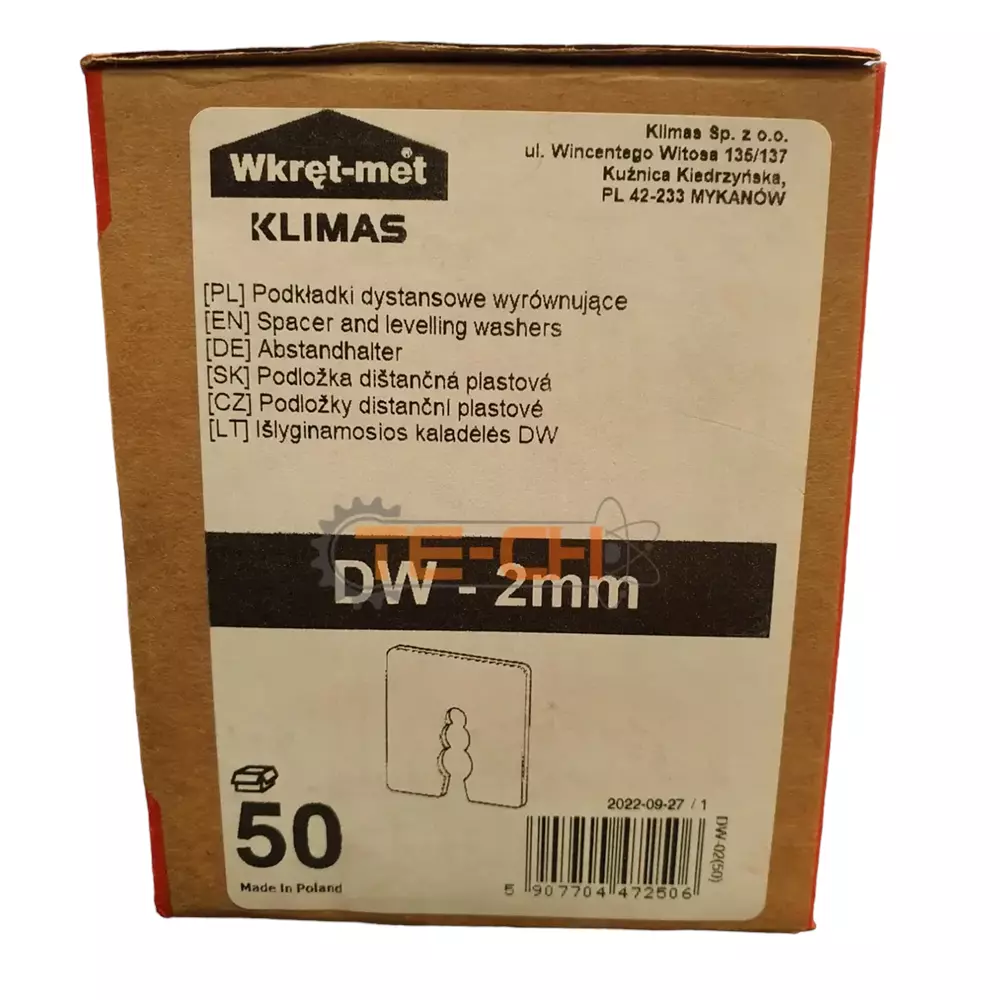 Wkręt-met®
KLIMAS
Klimas Sp. z o.o.
ul. Wincentego Witosa 135/137
Kuźnica Kiedrzyńska,
PL 42-233 MYKANÓW
[PL] Podkładki dystansowe wyrównujące
[EN] Spacer and levelling washers
[DE] Abstandhalter
[SK] Podložka dištančná plastová
[CZ] Podložky distanční plastové
[LT] Išlyginamosios kaladėlės DW
TE-CH
DW - 2mm
50
Made in Poland
2022-09-27 / 1
DW-02(50)
5 907704 472506